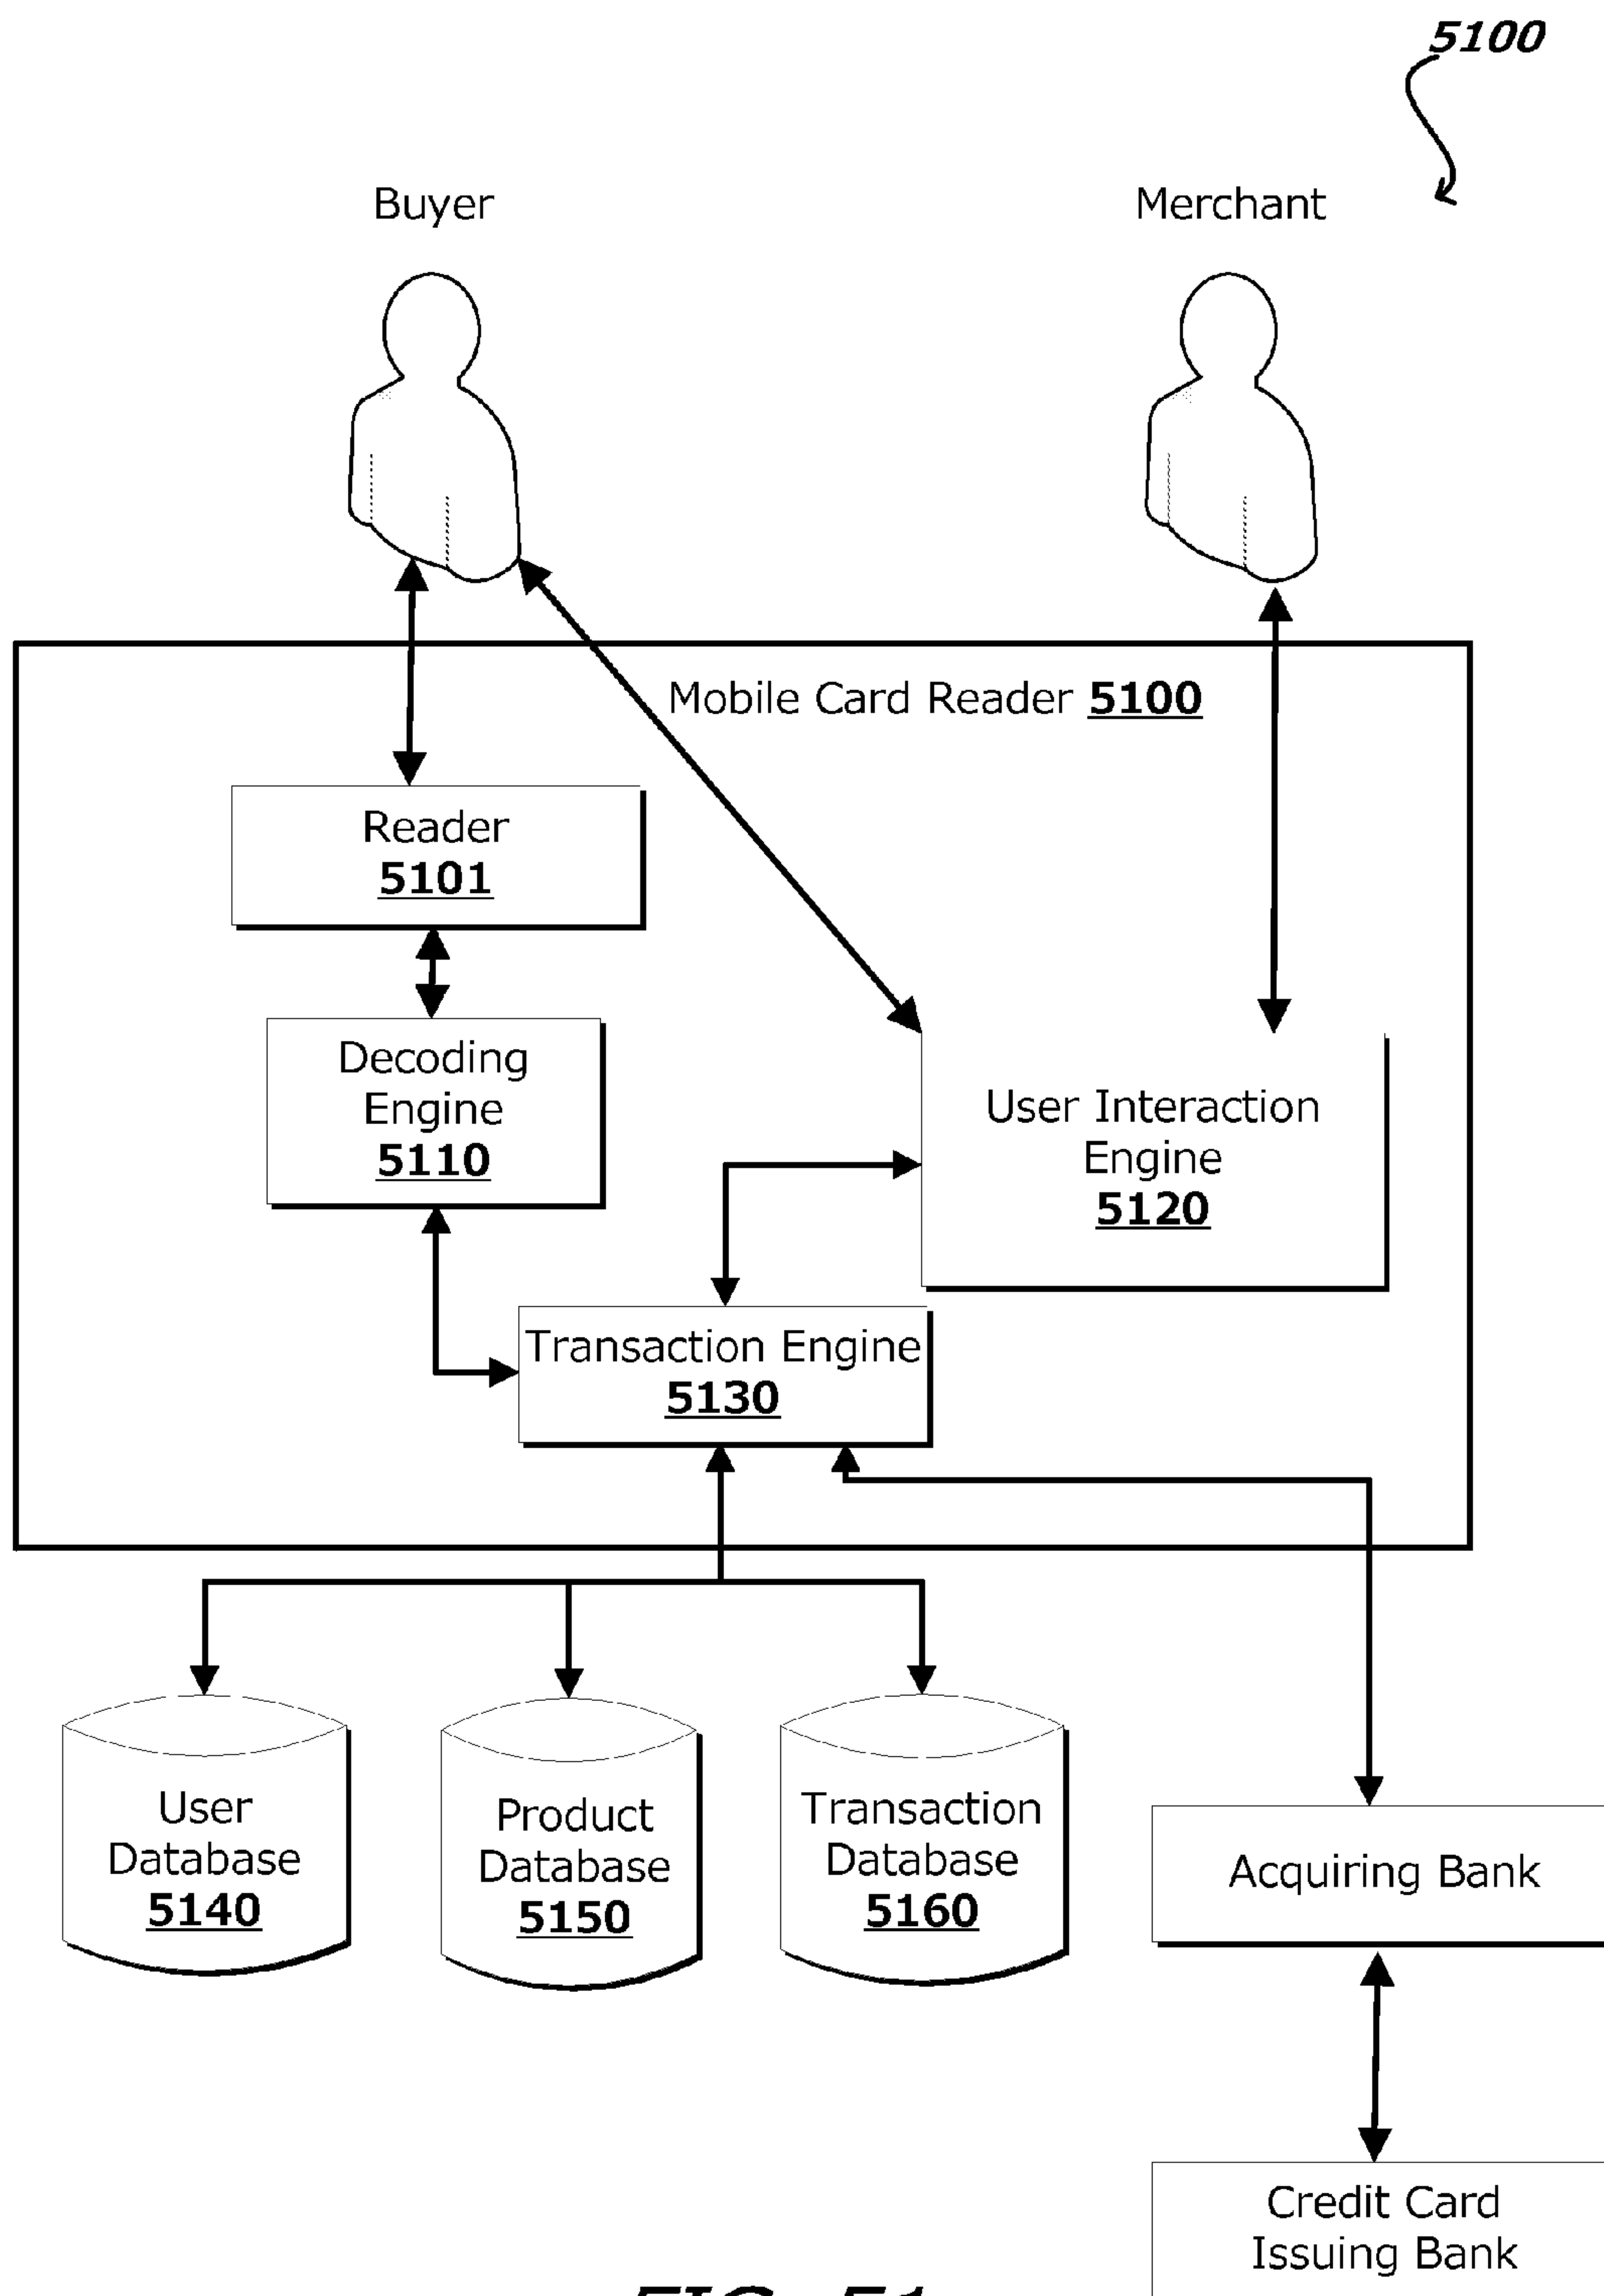 5100
Buyer
Merchant
Mobile Card Reader 5100
Reader
5101
Decoding
Engine
5110
User Interaction
Engine
5120
Transaction Engine
5130
User
Database
5140
Product
Database
5150
Transaction
Database
5160
Acquiring Bank
Credit Card
Issuing Bank